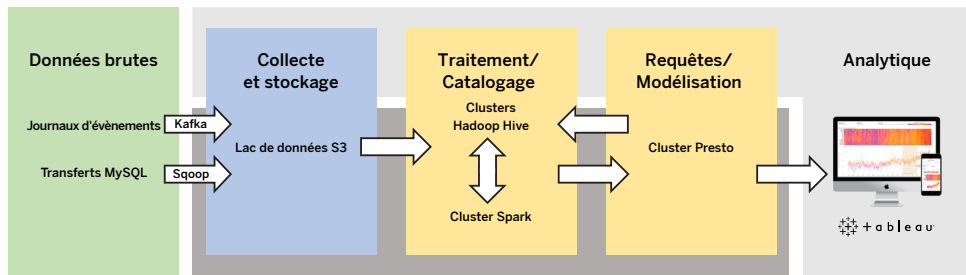 Données brutes
Journaux d'évènements
Kafka
Transferts MySQL
Sqoop
Collecte
et stockage
Lac de données S3
Traitement/
Catalogage
Clusters
Hadoop Hive
Cluster Spark
Requêtes/
Modélisation
Cluster Presto
Analytique
+ a b l e a u